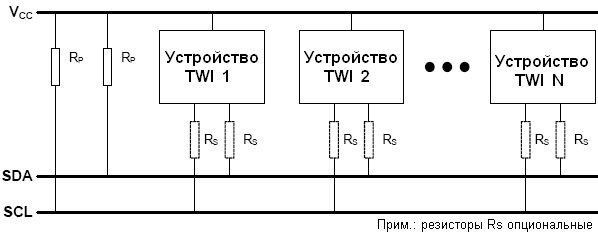 VCC
RP
RP
Устройство
TWI 1
Устройство
TWI 2
Устройство
TWI N
RS
RS
RS
RS
RS
RS
SDA
SCL
Прим.: резисторы Rs опциональные